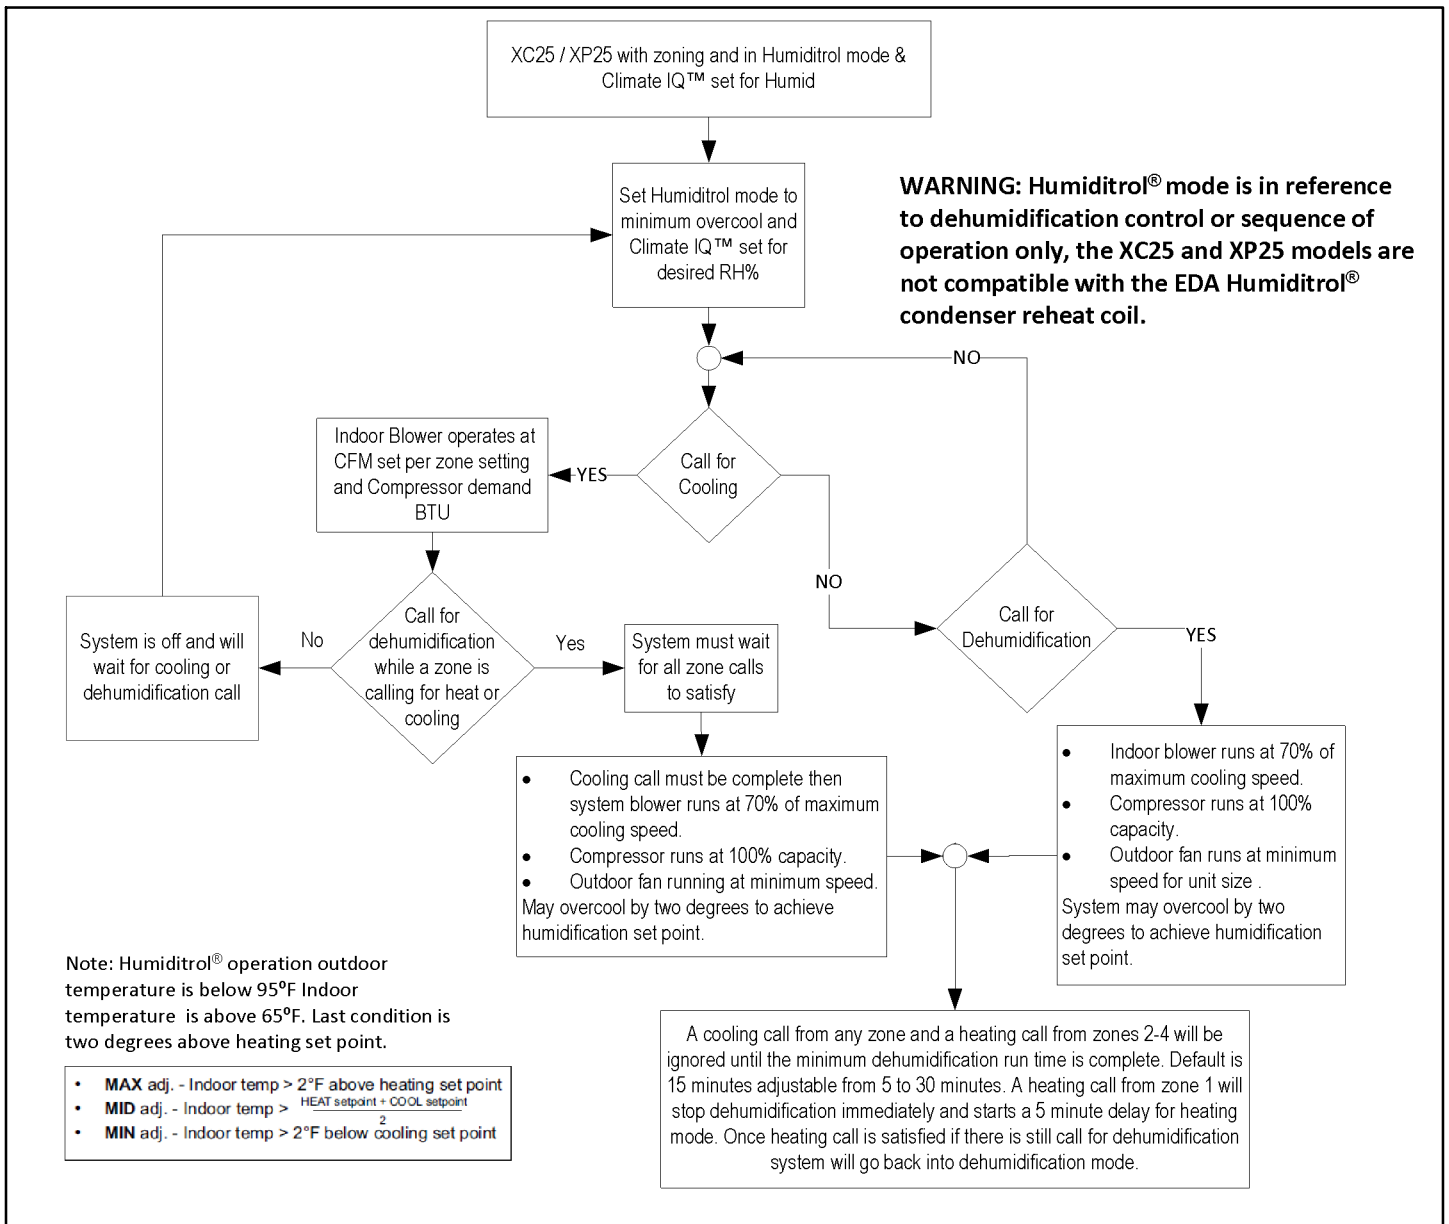 XC25 / XP25 with zoning and in Humiditrol mode &
Climate IQ™ set for Humid
Set Humiditrol mode to
minimum overcool and
Climate IQ™ set for
desired RH%
WARNING: Humiditrol® mode is in reference
to dehumidification control or sequence of
operation only, the XC25 and XP25 models are
not compatible with the EDA Humiditrol®
condenser reheat coil.
NO
Call for
Cooling
YES
Indoor Blower operates at
CFM set per zone setting
and Compressor demand
BTU
NO
Call for
Dehumidification
YES
Call for
dehumidification
while a zone is
calling for heat or
cooling
No
System is off and will
wait for cooling or
dehumidification call
Yes
System must wait
for all zone calls
to satisfy
• Cooling call must be complete then
system blower runs at 70% of maximum
cooling speed.
• Compressor runs at 100% capacity.
• Outdoor fan running at minimum speed.
May overcool by two degrees to achieve
humidification set point.
• Indoor blower runs at 70% of
maximum cooling speed.
• Compressor runs at 100%
capacity.
• Outdoor fan runs at minimum
speed for unit size .
System may overcool by two
degrees to achieve humidification
set point.
Note: Humiditrol® operation outdoor
temperature is below 95°F Indoor
temperature is above 65°F. Last condition is
two degrees above heating set point.
• MAX adj. - Indoor temp > 2°F above heating set point
• MID adj. - Indoor temp > HEAT setpoint + COOL setpoint
2
• MIN adj. - Indoor temp > 2°F below cooling set point
A cooling call from any zone and a heating call from zones 2-4 will be
ignored until the minimum dehumidification run time is complete. Default is
15 minutes adjustable from 5 to 30 minutes. A heating call from zone 1 will
stop dehumidification immediately and starts a 5 minute delay for heating
mode. Once heating call is satisfied if there is still call for dehumidification
system will go back into dehumidification mode.